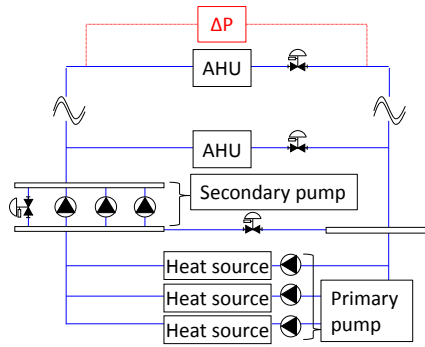 ΔP
AHU
AHU
Secondary pump
Heat source
Heat source
Heat source
Primary
pump